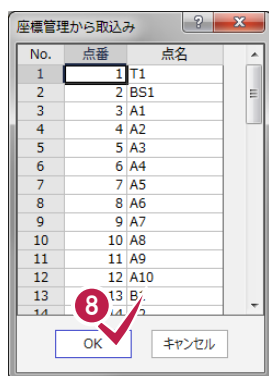 座標管理から取込み
No. 点番 点名
1 1 T1
2 2 BS1
3 3 A1
4 4 A2
5 5 A3
6 6 A4
7 7 A5
8 8 A6
9 9 A7
10 10 A8
11 11 A9
12 12 A10
13 13
14
8
OK キャンセル